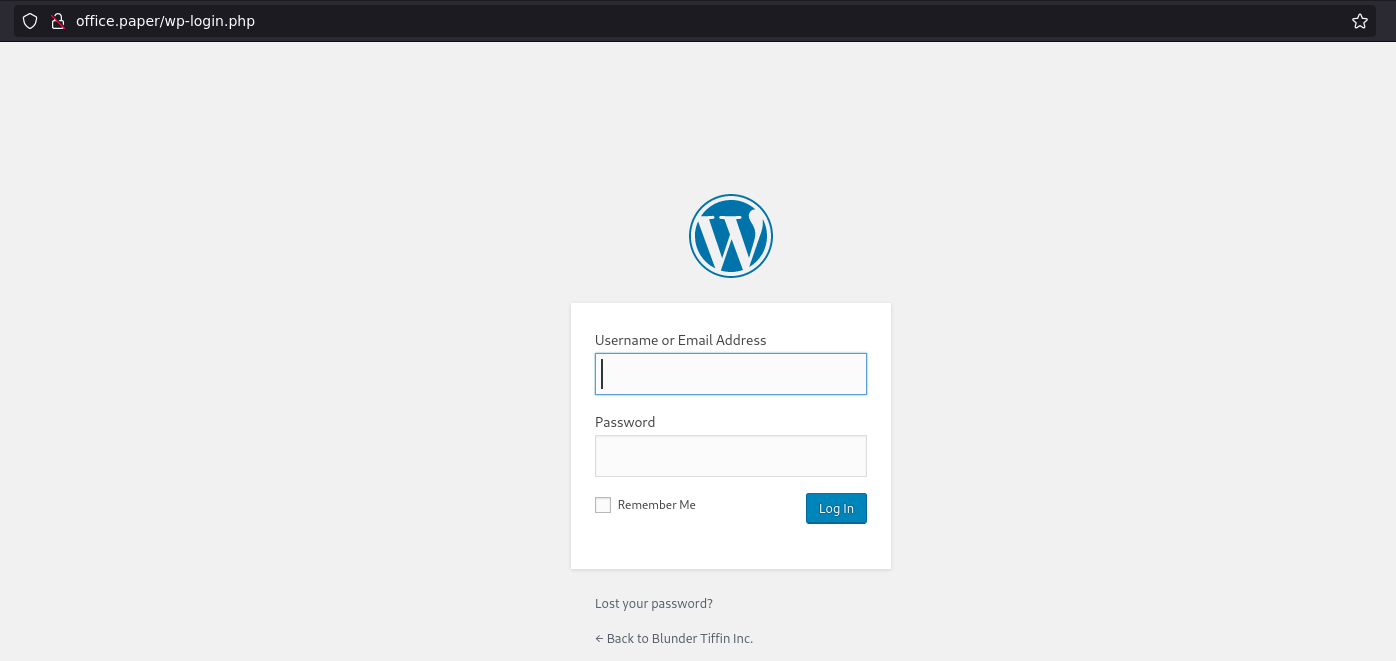 office.paper/wp-login.php
Username or Email Address
Password
Remember Me
Log In
Lost your password?
← Back to Blunder Tiffin Inc.